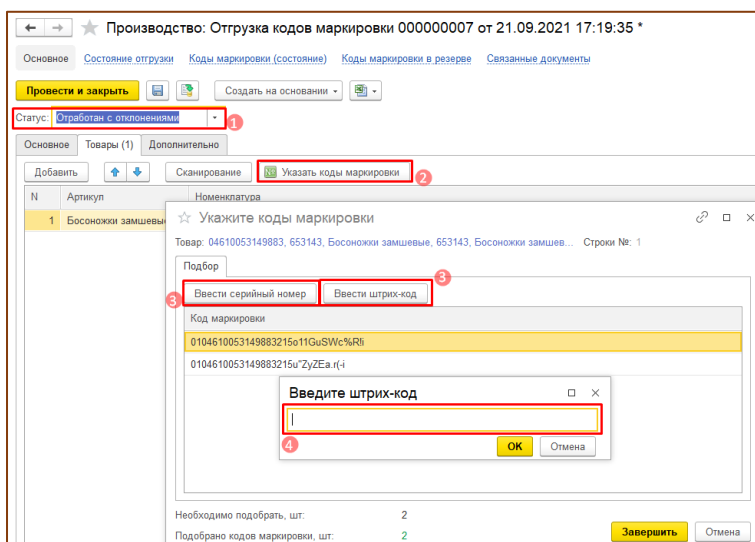 Производство: Отгрузка кодов маркировки 000000007 от 21.09.2021 17:19:35 *
Основное Состояние отгрузки Коды маркировки (состояние) Коды маркировки в резерве Связанные документы
Провести и закрыть Создать на основании
Статус: Отработан с отклонениями 1
Основное Товары (1) Дополнительно
Добавить Сканирование Указать коды маркировки 2
N Артикул Номенклатура
1 Босоножки замшевы
Укажите коды маркировки
Товар: 04610053149883, 653143, Босоножки замшевые, 653143, Босоножки замшев... Строки №: 1
Подбор
3 Ввести серийный номер Ввести штрих-код 3
Код маркировки
0104610053149883215o11GuSWc%R!i
0104610053149883215u"ZyZEa.r(-i
Введите штрих-код
4
OK Отмена
Необходимо подобрать, шт: 2
Подобрано кодов маркировки, шт: 2
Завершить Отмена